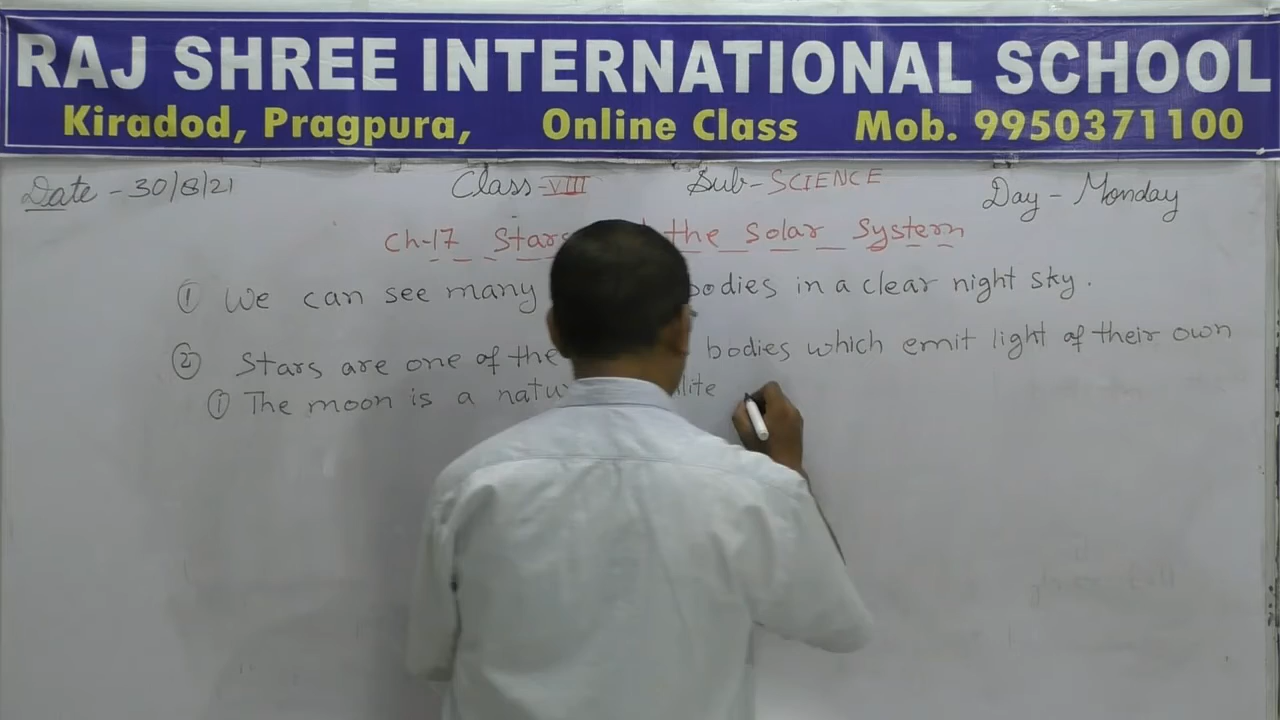 RAJ SHREE INTERNATIONAL SCHOOL
Kiradod, Pragpura, Online Class Mob. 9950371100
Date - 30/8/21 Class - VIII Sub - SCIENCE Day - Monday
Ch-17 Stars the solar system
① We can see many bodies in a clear night sky.
② Stars are one of the bodies which emit light of their own
① The moon is a